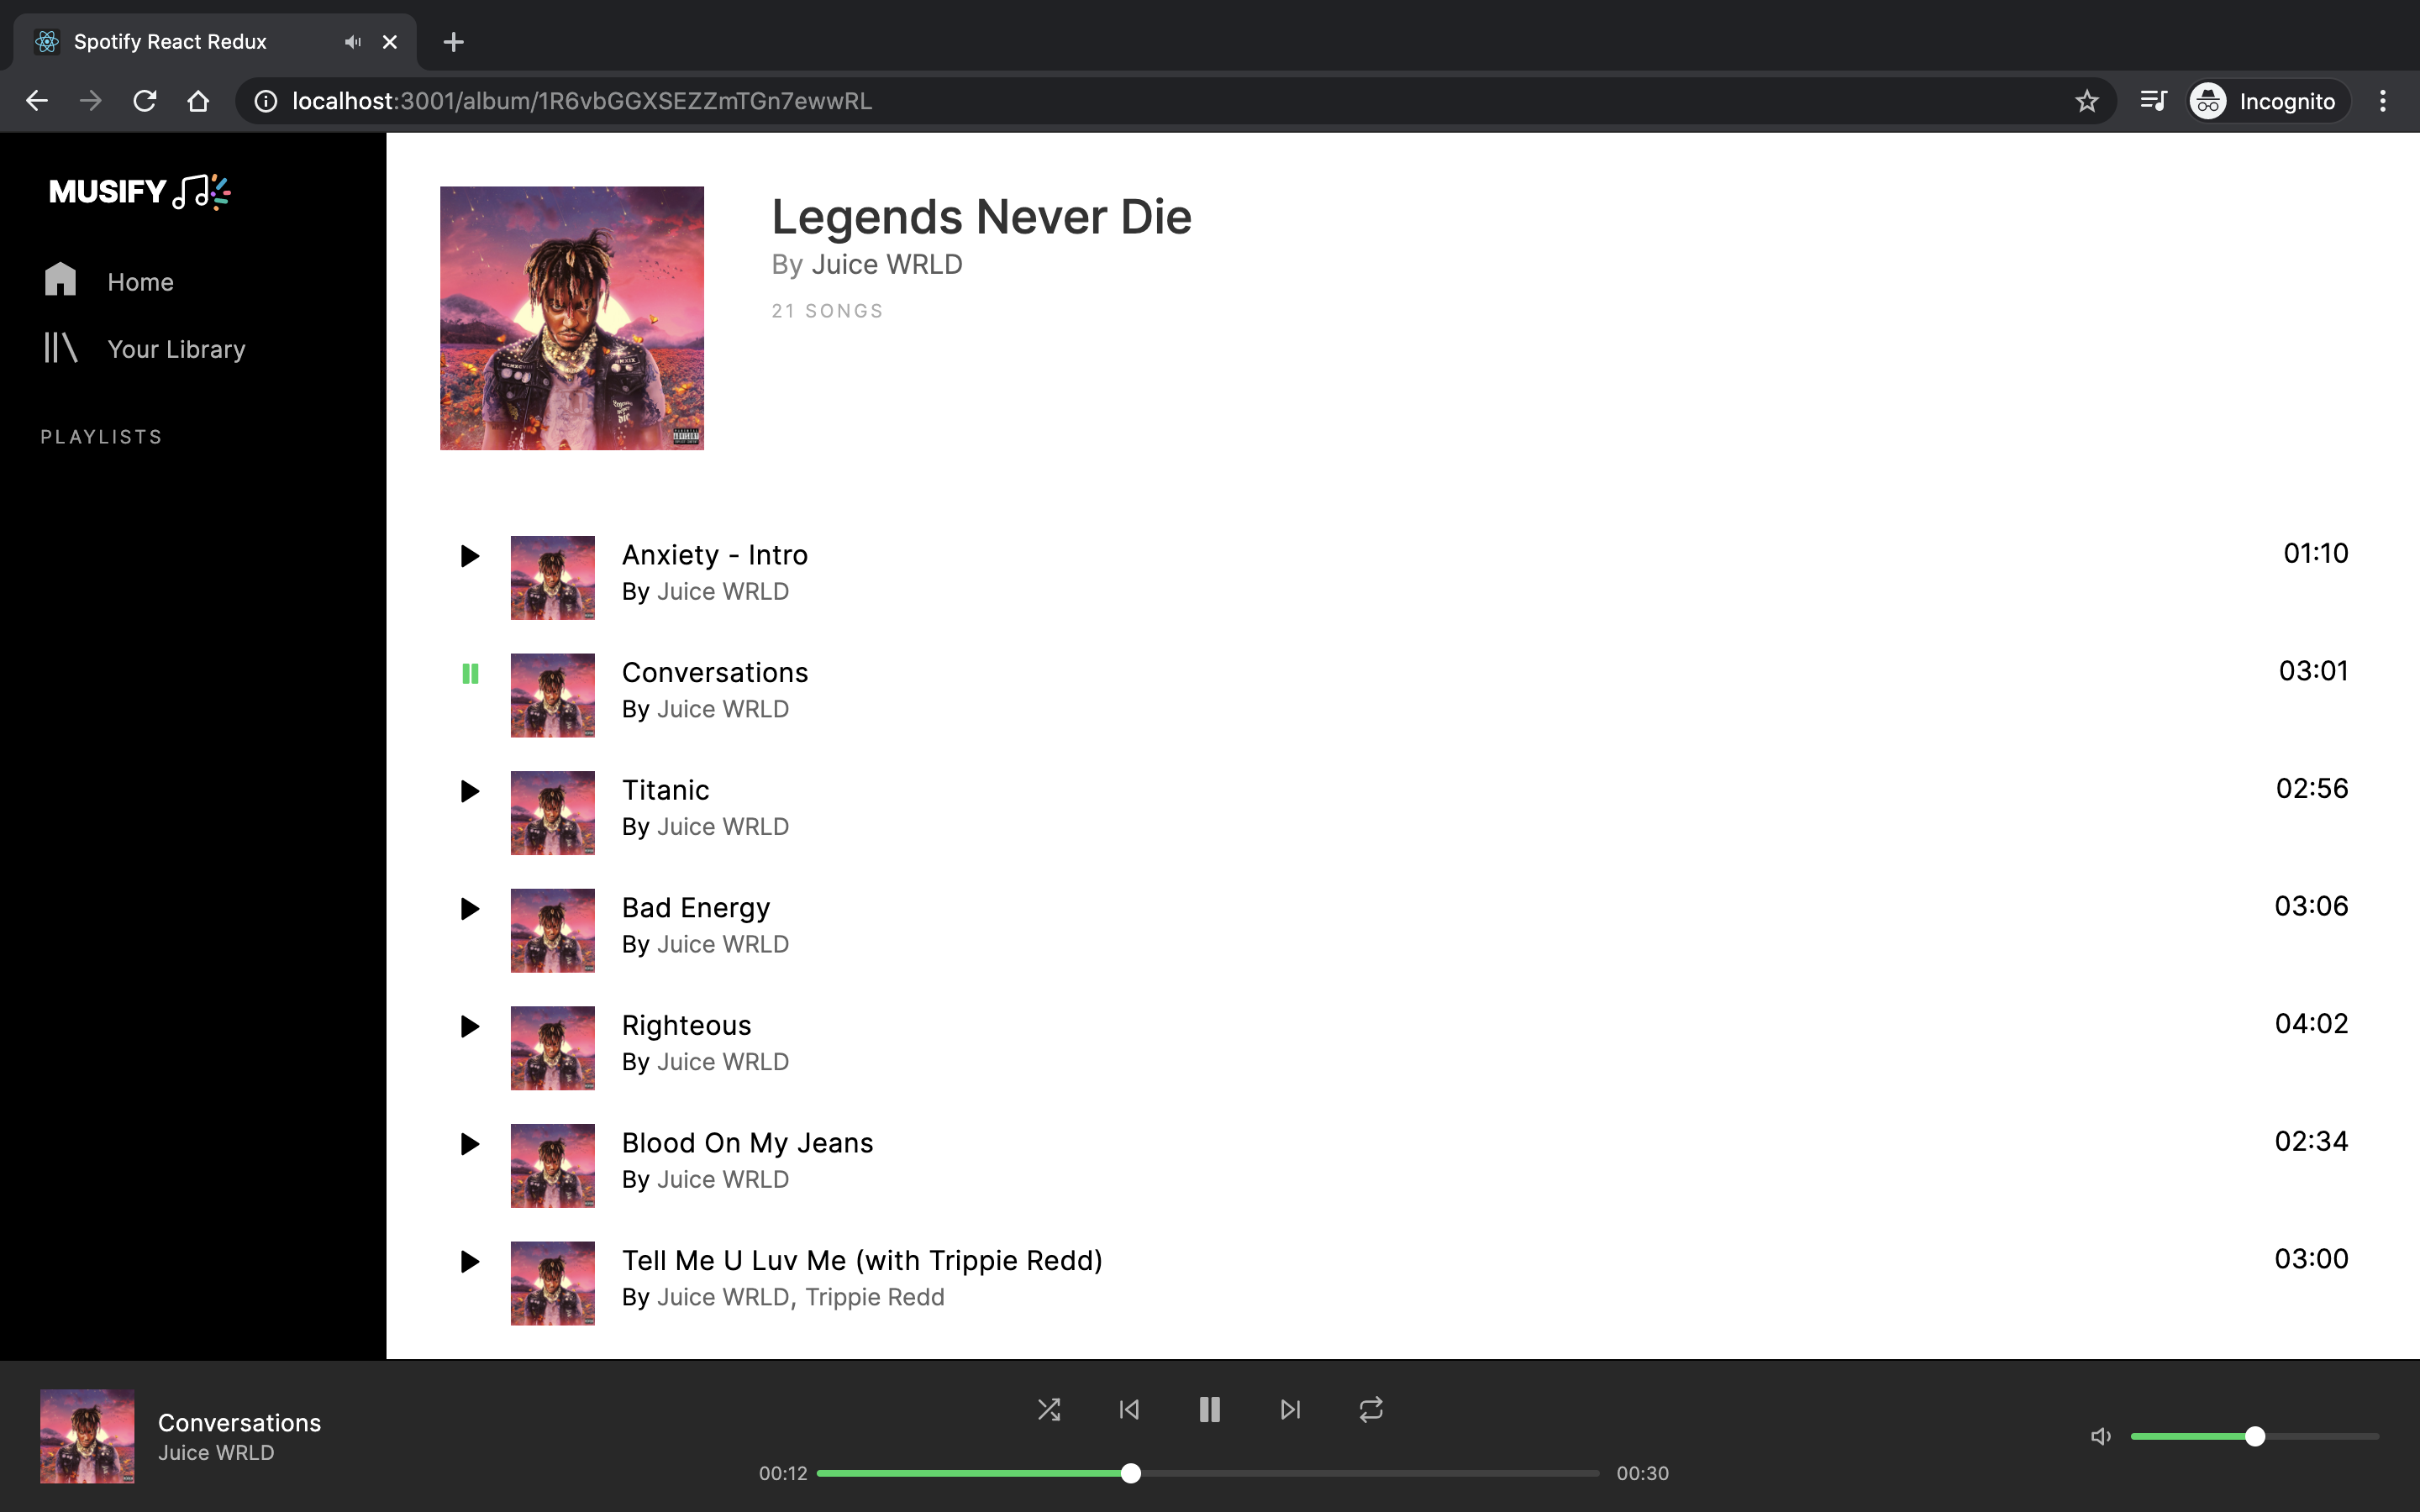 Spotify React Redux
localhost:3001/album/1R6vbGGXSEZZmTGn7ewwRL
Incognito
MUSIFY
Home
Your Library
PLAYLISTS
Legends Never Die
By Juice WRLD
21 SONGS
Anxiety - Intro
01:10
By Juice WRLD
Conversations
03:01
By Juice WRLD
Titanic
02:56
By Juice WRLD
Bad Energy
03:06
By Juice WRLD
Righteous
04:02
By Juice WRLD
Blood On My Jeans
02:34
By Juice WRLD
Tell Me U Luv Me (with Trippie Redd)
03:00
By Juice WRLD, Trippie Redd
Conversations
Juice WRLD
00:12
00:30